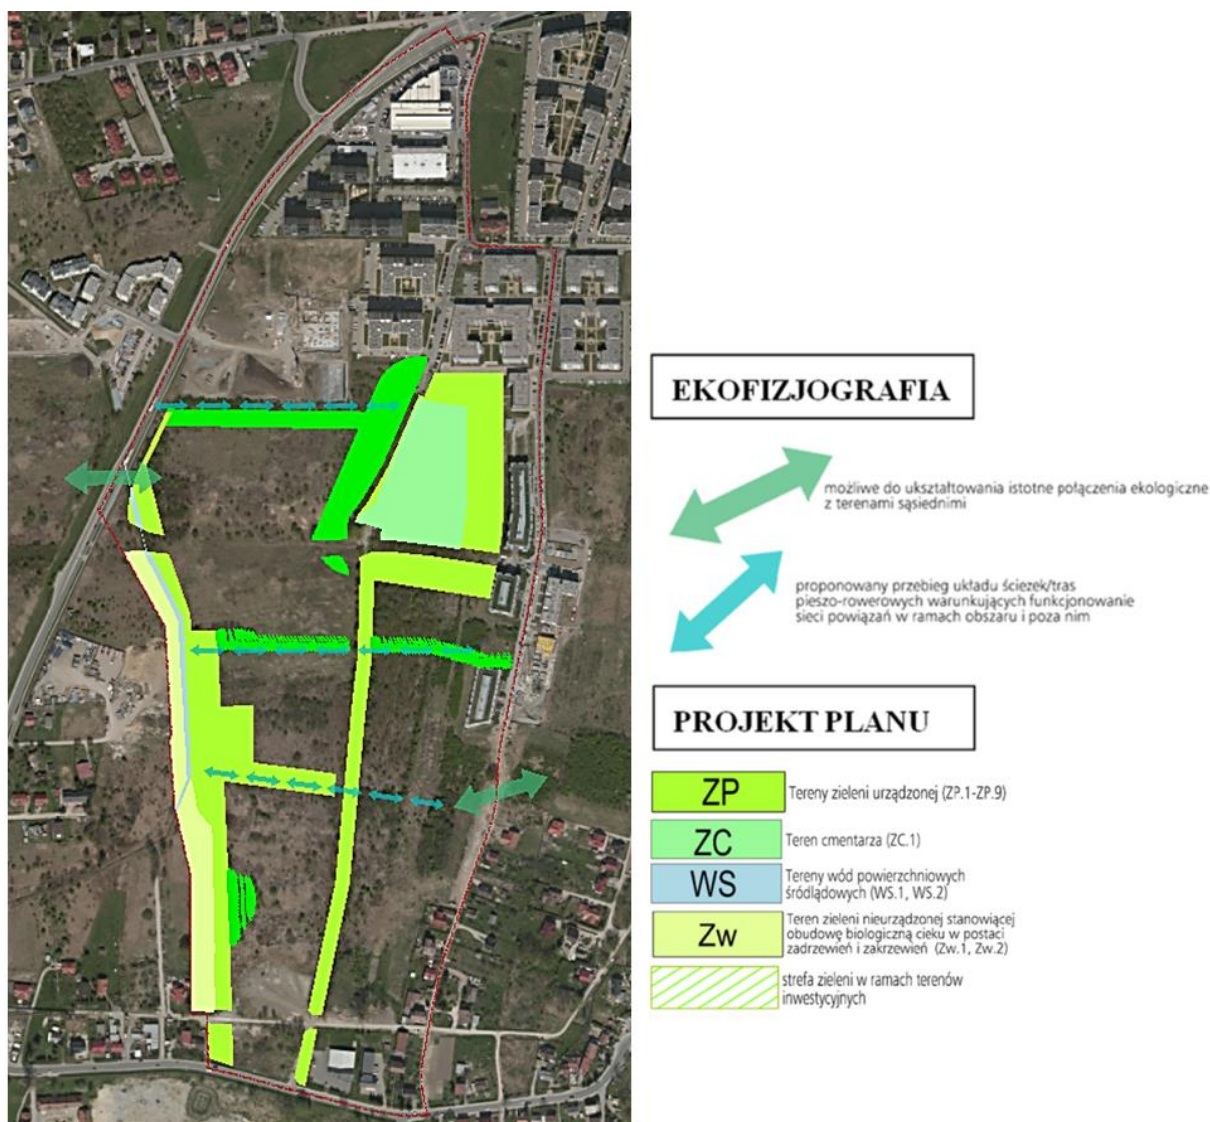 EKOFIZJOGRAFIA
możliwe do ukształtowania istotne połączenia ekologiczne
z terenami sąsiednimi
proponowany przebieg układu ścieżek/tras
pieszo-rowerowych warunkujących funkcjonowanie
sieci powiązań w ramach obszaru i poza nim
PROJEKT PLANU
ZP Tereny zieleni urządzonej (ZP.1-ZP.9)
ZC Teren cmentarza (ZC.1)
WS Tereny wód powierzchniowych
śródlądowych (WS.1, WS.2)
Zw Teren zieleni nieurządzonej stanowiącej
obudowę biologiczną cieku w postaci
zadrzewień i zakrzewień (Zw.1, Zw.2)
strefa zieleni w ramach terenów
inwestycyjnych